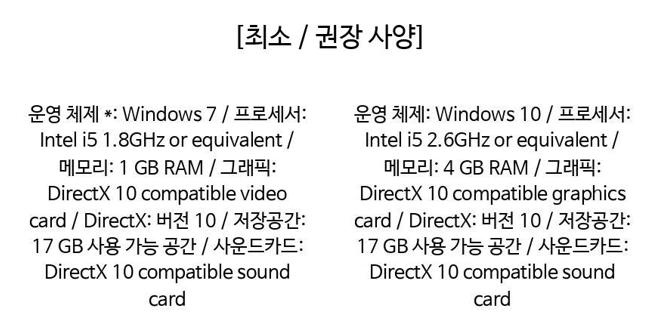 [최소 / 권장 사양]
운영 체제 *: Windows 7 / 프로세서:
Intel i5 1.8GHz or equivalent /
메모리: 1 GB RAM / 그래픽:
DirectX 10 compatible video
card / DirectX: 버전 10 / 저장공간:
17 GB 사용 가능 공간 / 사운드카드:
DirectX 10 compatible sound
card
운영 체제: Windows 10 / 프로세서:
Intel i5 2.6GHz or equivalent /
메모리: 4 GB RAM / 그래픽:
DirectX 10 compatible graphics
card / DirectX: 버전 10 / 저장공간:
17 GB 사용 가능 공간 / 사운드카드:
DirectX 10 compatible sound
card